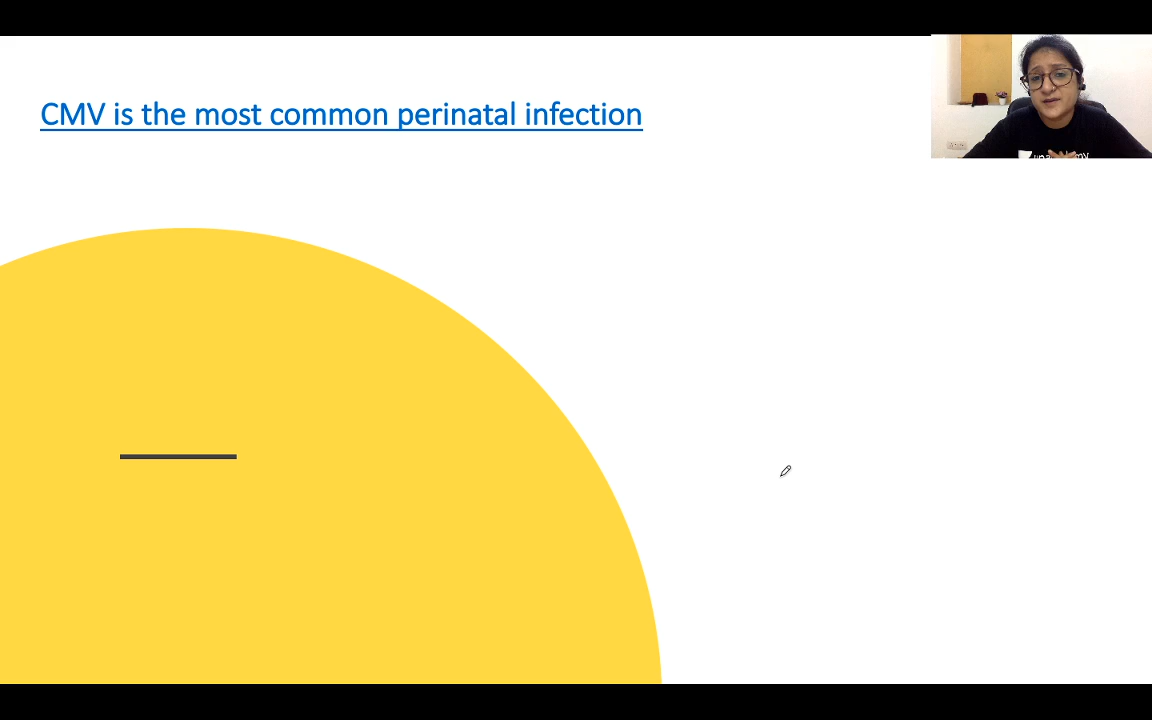 CMV is the most common perinatal infection